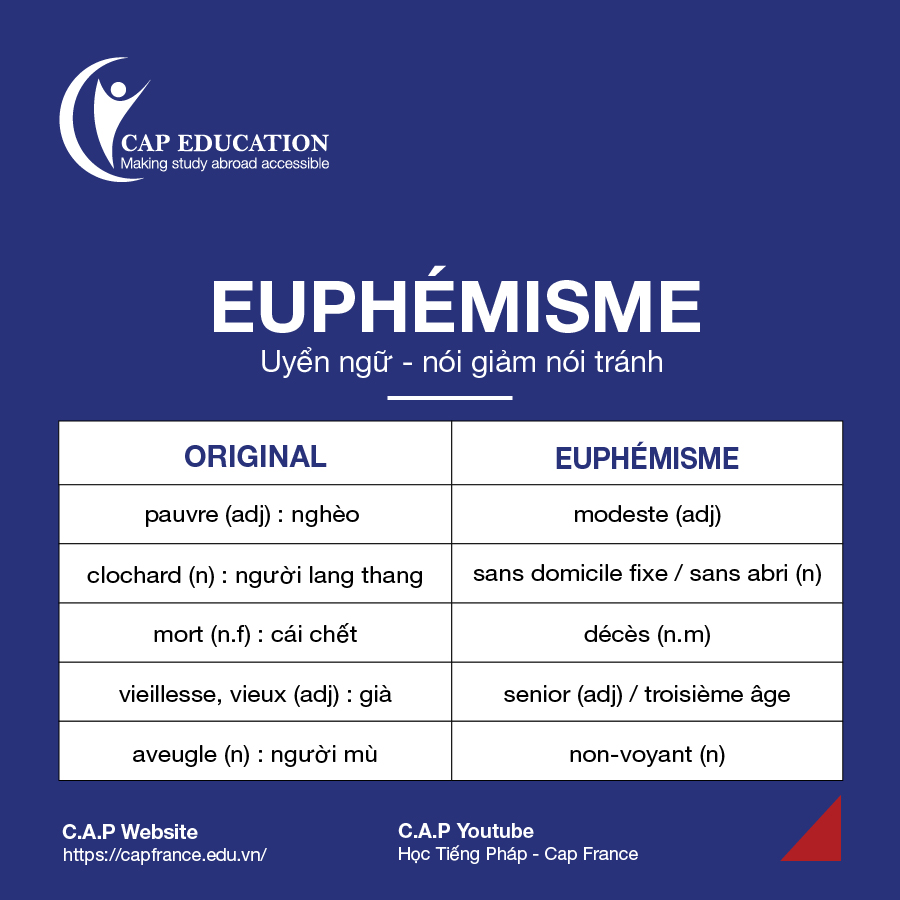 CAP EDUCATION
Making study abroad accessible
EUPHÉMISME
Uyển ngữ - nói giảm nói tránh
ORIGINAL EUPHÉMISME
pauvre (adj) : nghèo modeste (adj)
clochard (n) : người lang thang sans domicile fixe / sans abri (n)
mort (n.f) : cái chết décès (n.m)
vieillesse, vieux (adj) : già senior (adj) / troisième âge
aveugle (n) : người mù non-voyant (n)
C.A.P Website C.A.P Youtube
https://capfrance.edu.vn/ Học Tiếng Pháp - Cap France